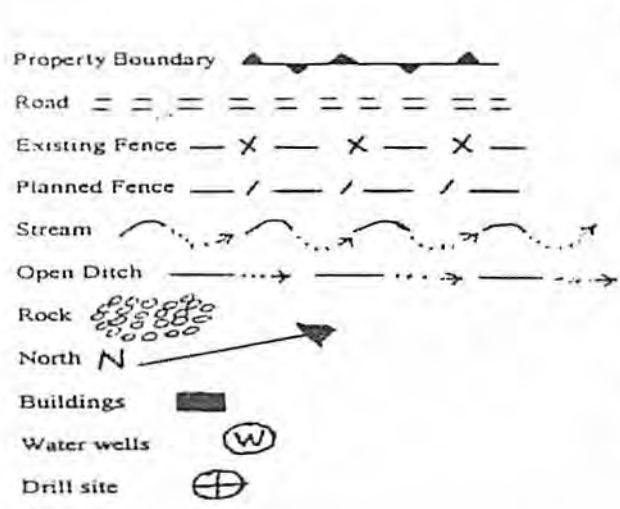 Property Boundary
Road
Existing Fence
Planned Fence
Stream
Open Ditch
Rock
North N
Buildings
Water wells W
Drill site